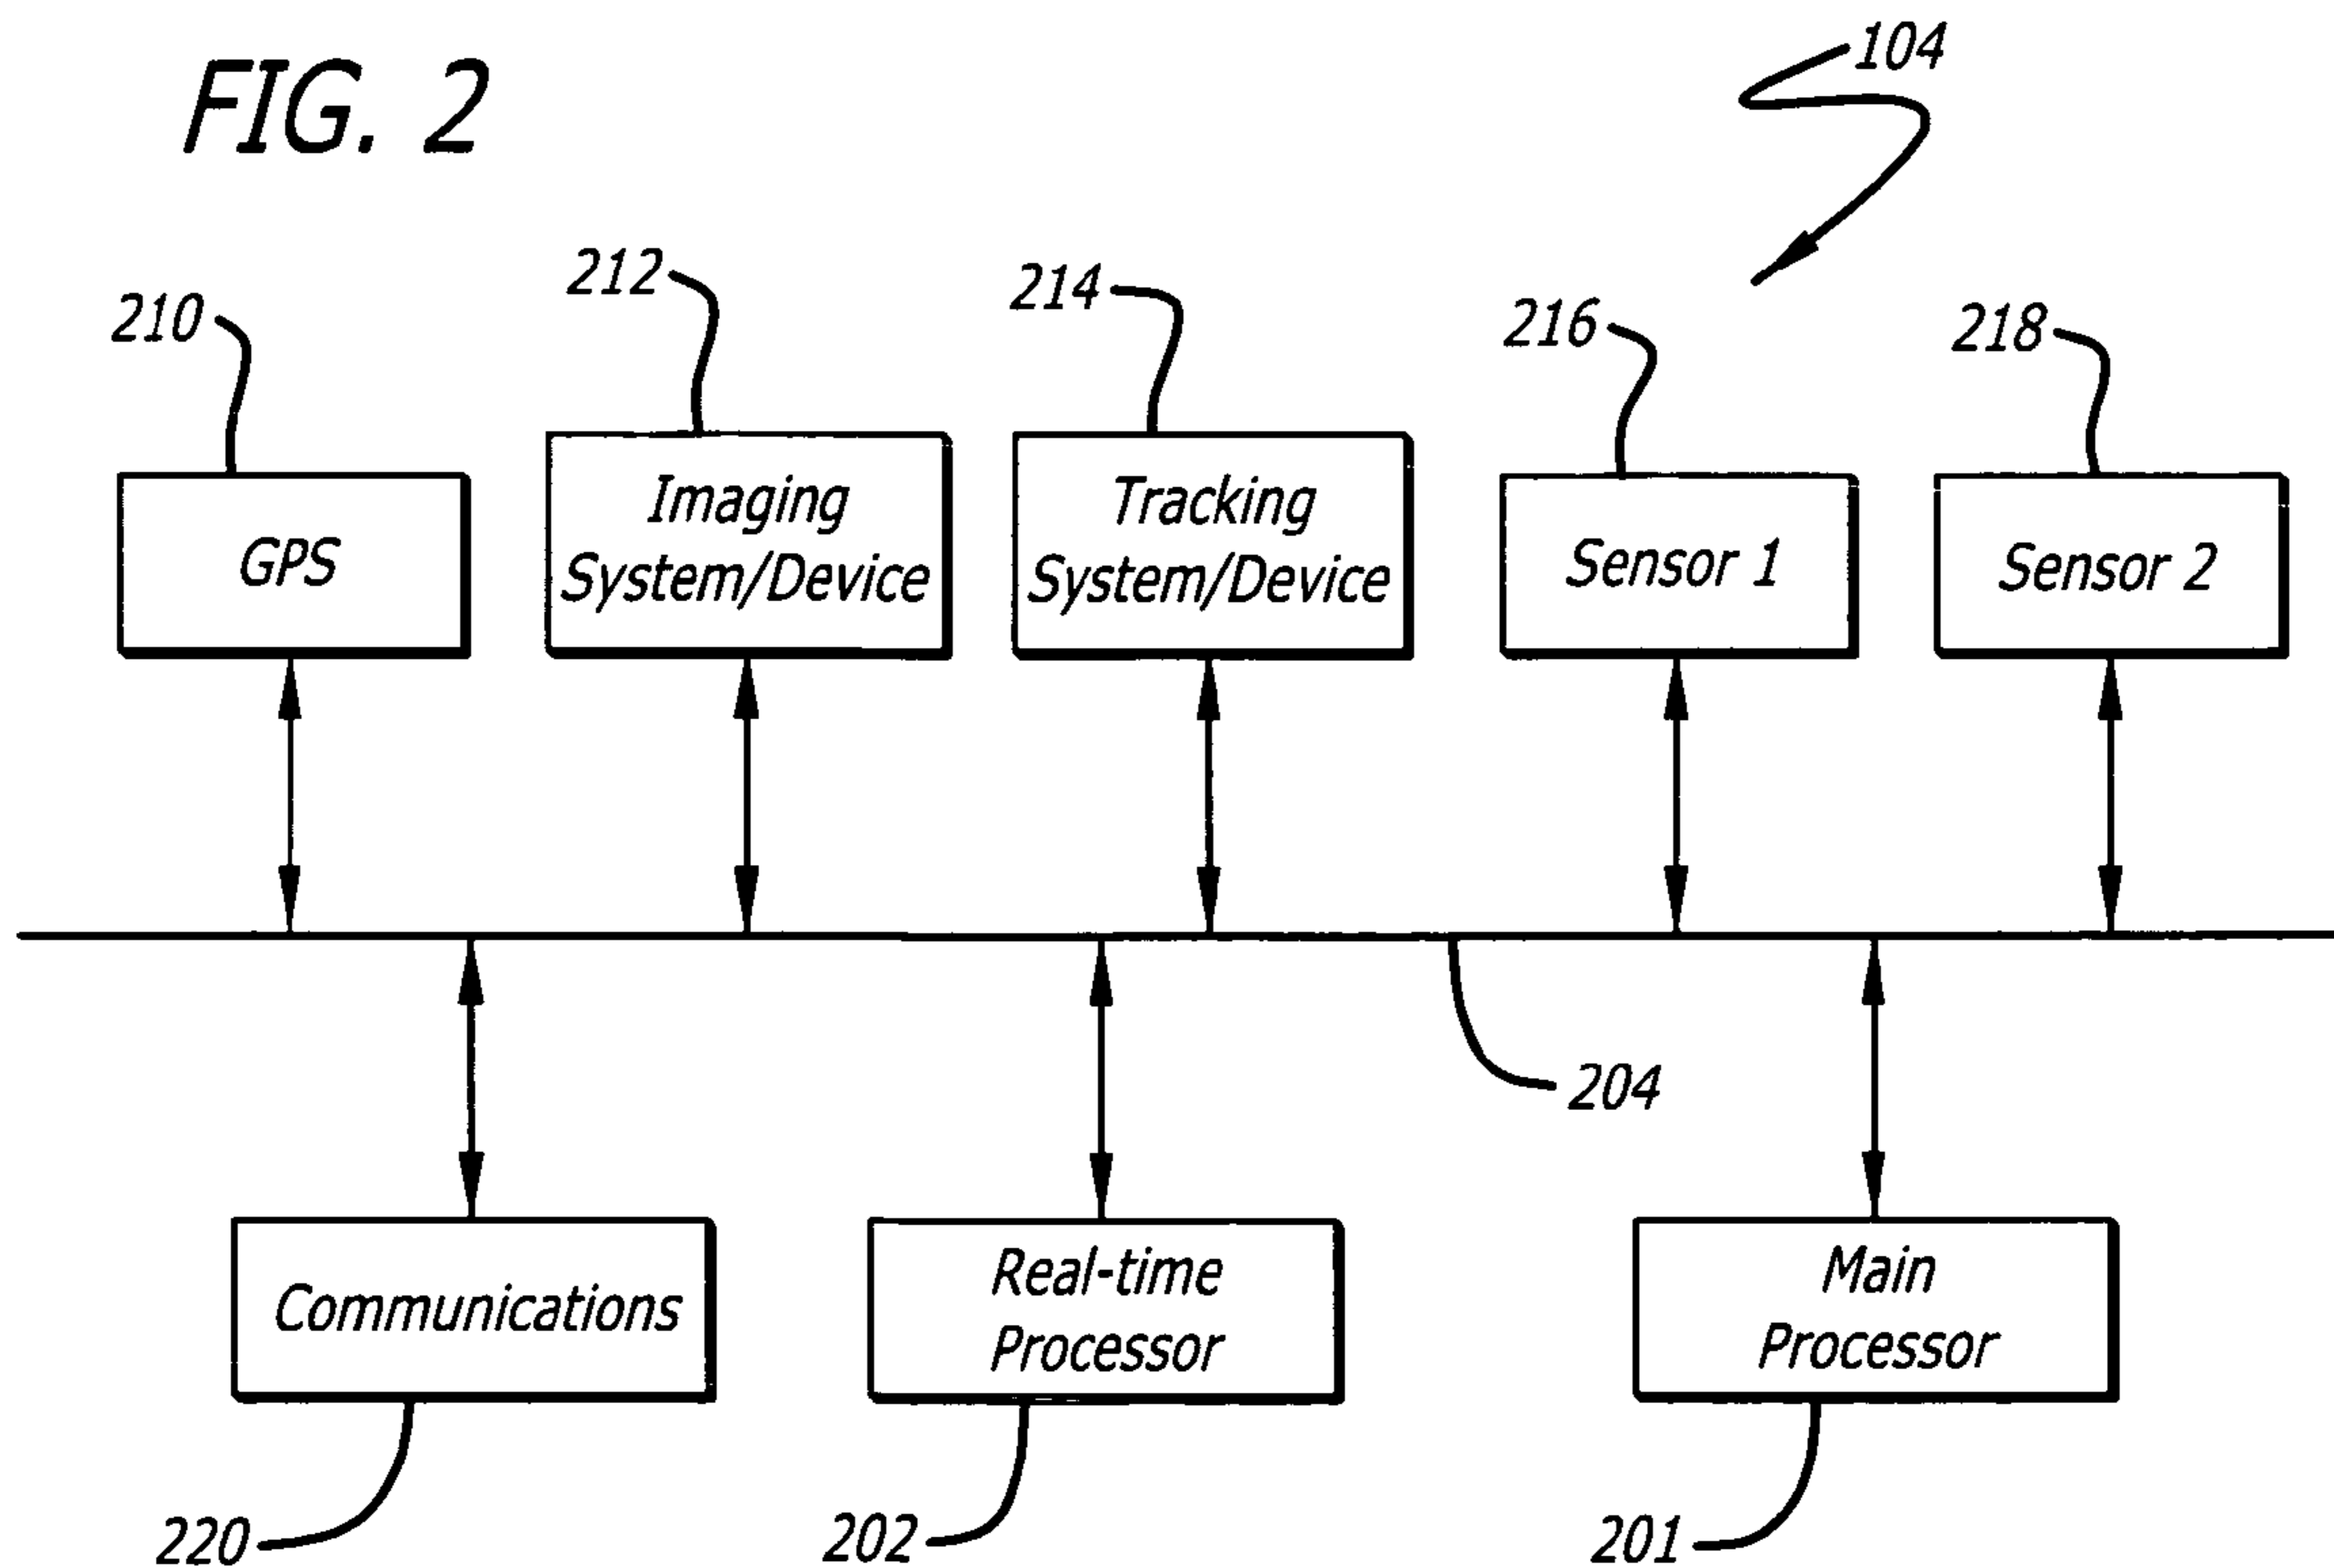 FIG. 2
104
210
212
214
216
218
GPS
Imaging
System/Device
Tracking
System/Device
Sensor 1
Sensor 2
204
Communications
Real-time
Processor
Main
Processor
220
202
201